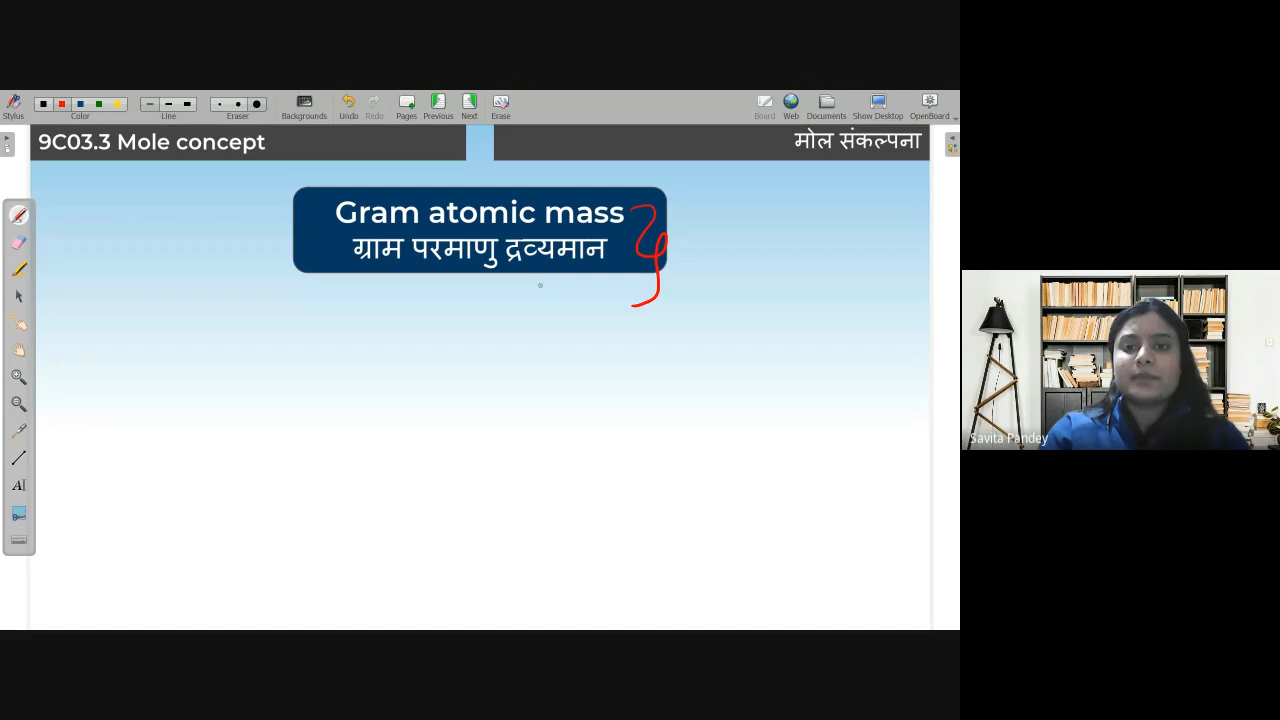 Stylus
Color
Line
Eraser
Backgrounds
Undo
Redo
Pages
Previous
Next
Erase
Board
Web
Documents
Show Desktop
OpenBoard
9C03.3 Mole concept
मोल संकल्पना
Gram atomic mass
ग्राम परमाणु द्रव्यमान
Savita Pandey